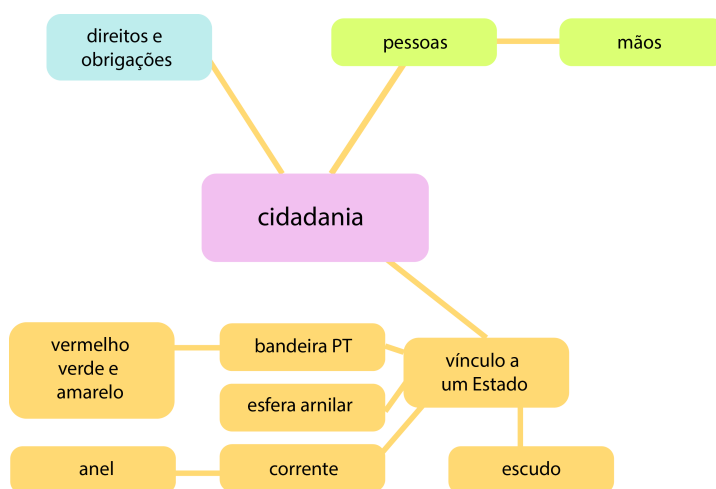 direitos e
obrigações
pessoas
mãos
cidadania
vermelho
verde e
amarelo
bandeira PT
vínculo a
um Estado
esfera arnilar
anel
corrente
escudo